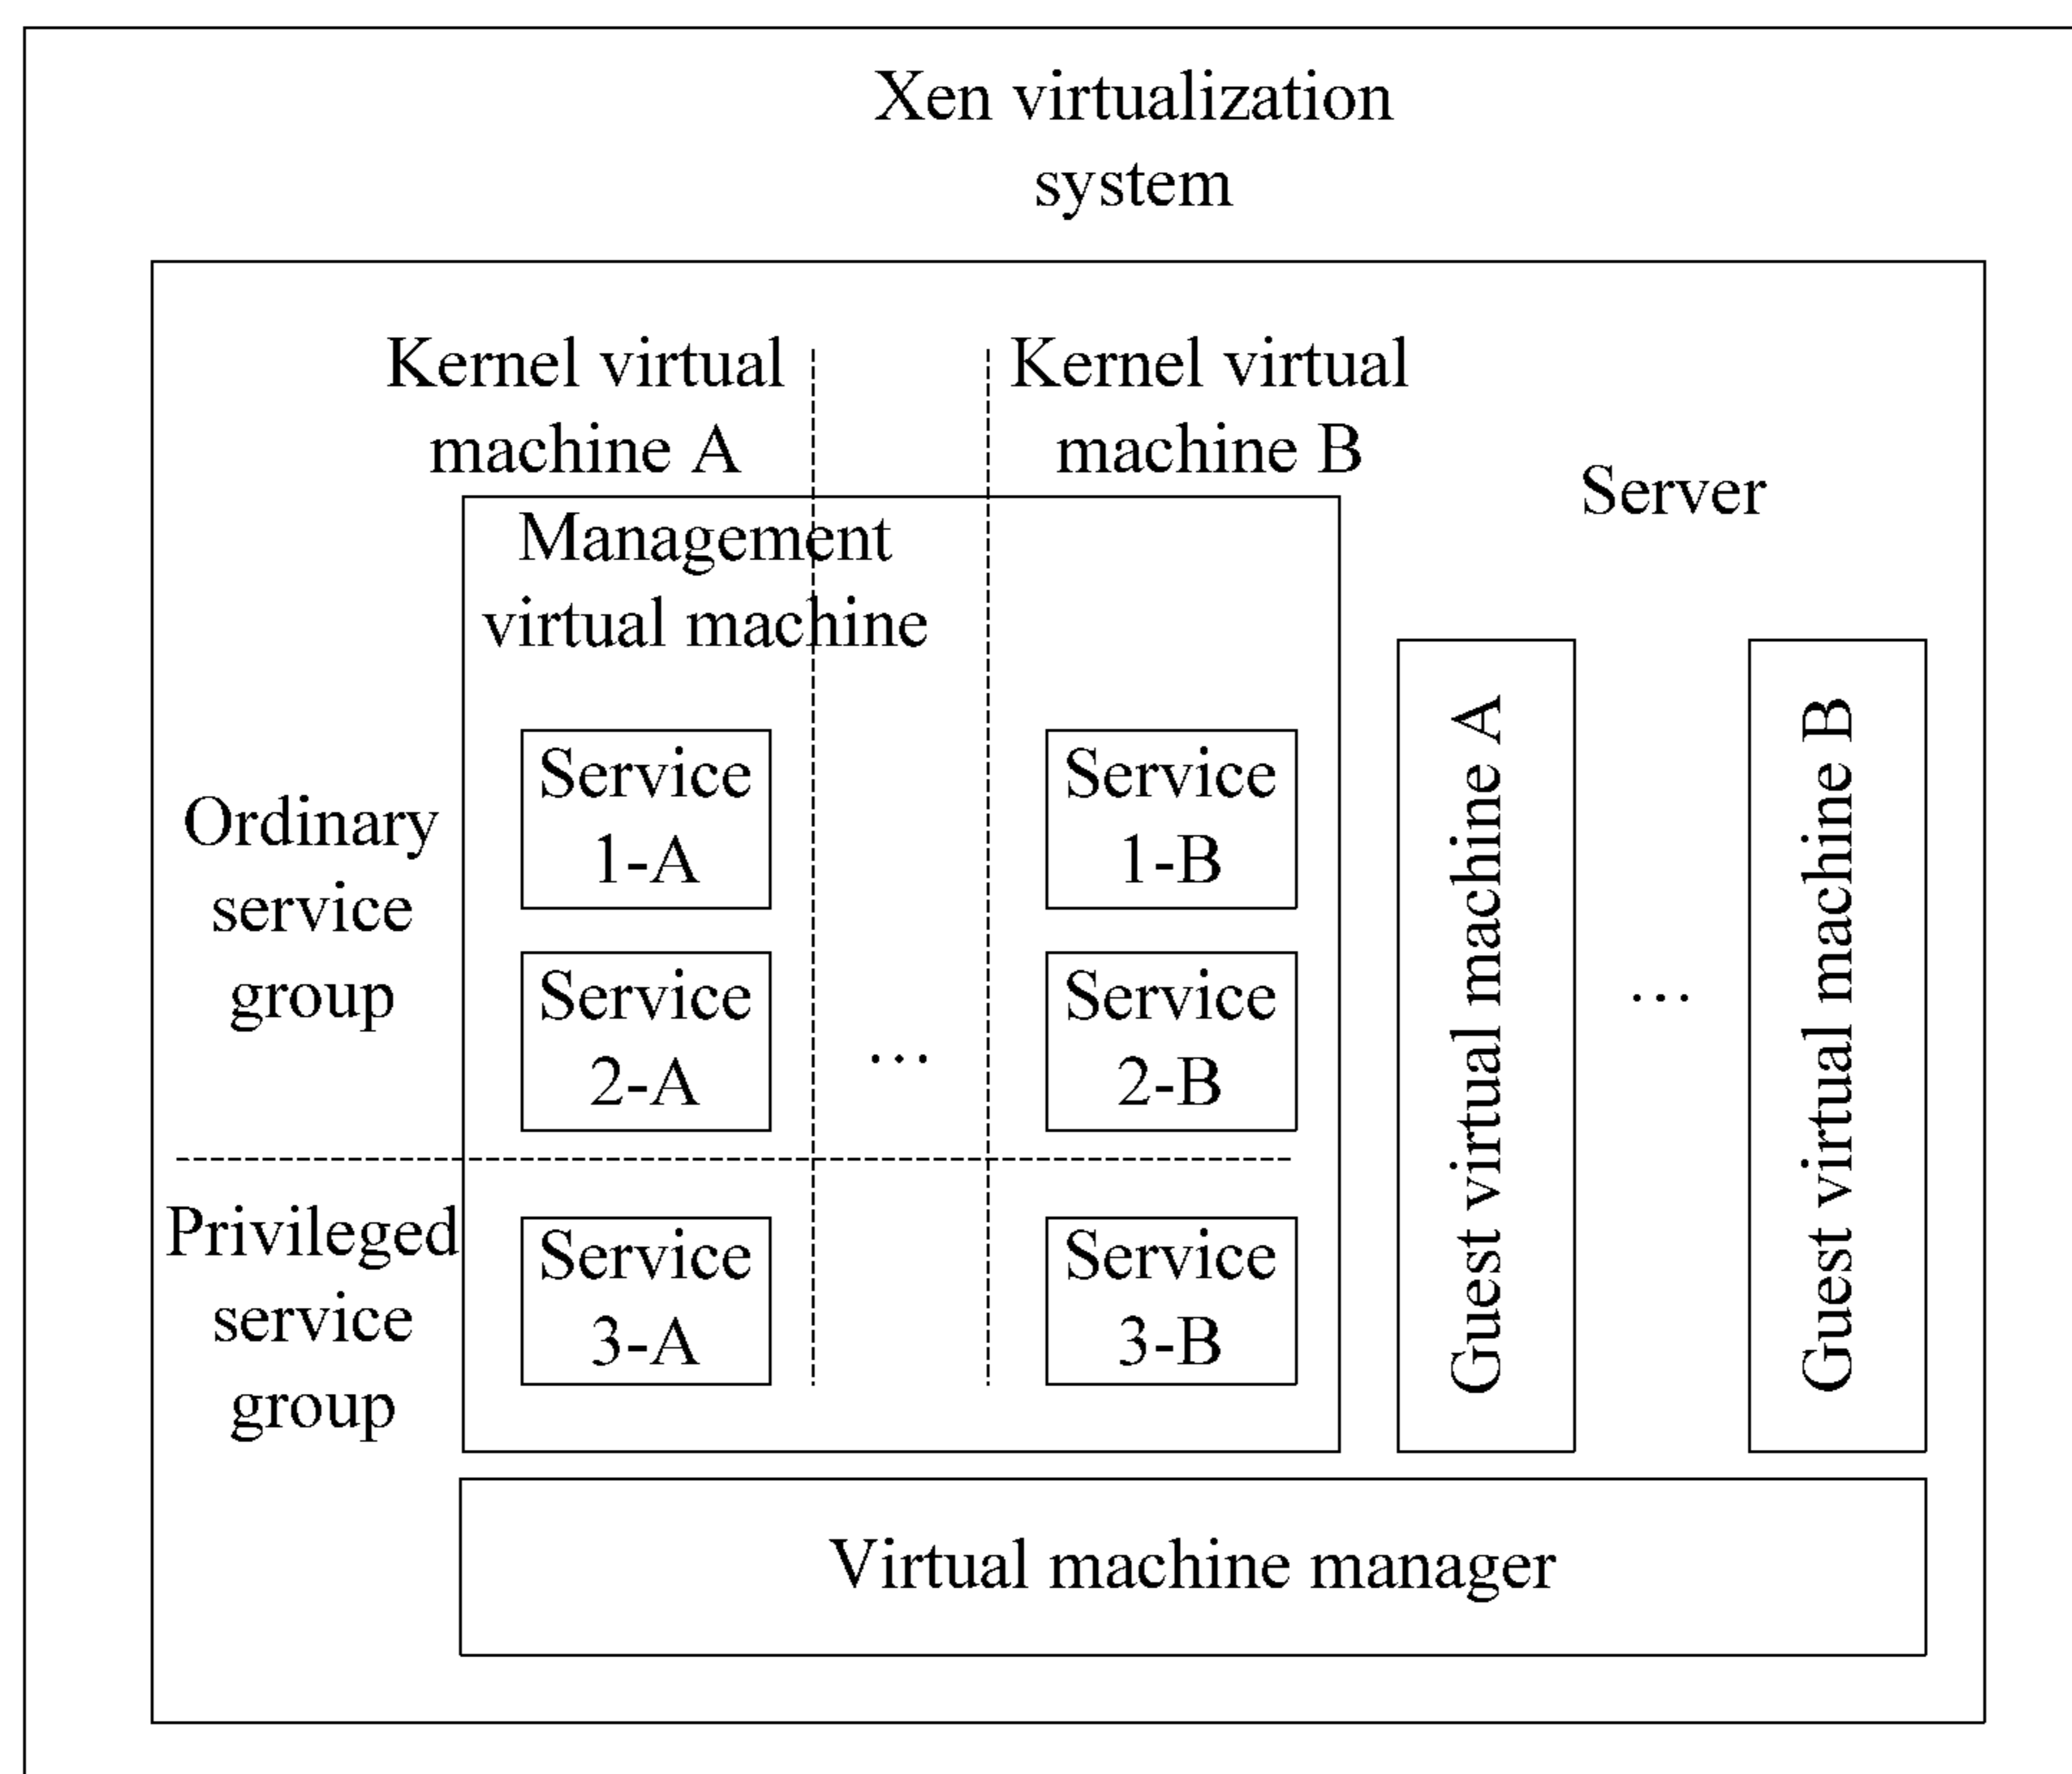 Xen virtualization
system
Kernel virtual
machine A
Kernel virtual
machine B
Server
Management
virtual machine
Ordinary
service
group
Service
1-A
Service
1-B
Service
2-A
...
Service
2-B
Privileged
service
group
Service
3-A
Service
3-B
Guest virtual machine A
...
Guest virtual machine B
Virtual machine manager